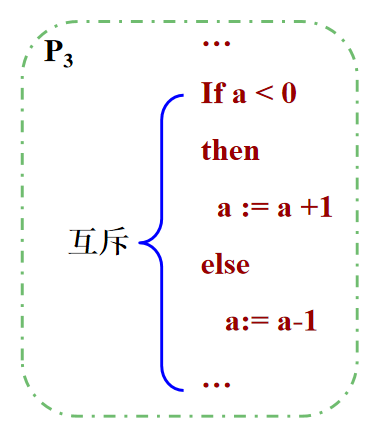 P₃
...
If a < 0
then
a := a +1
互斥
else
a:= a-1
...